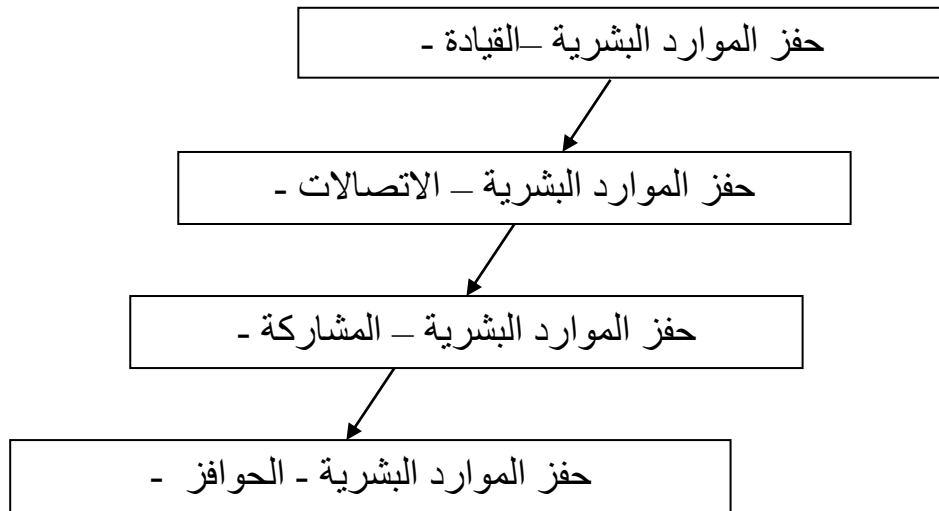 حفز الموارد البشرية –القيادة -
حفز الموارد البشرية – الاتصالات -
حفز الموارد البشرية – المشاركة -
حفز الموارد البشرية - الحوافز -